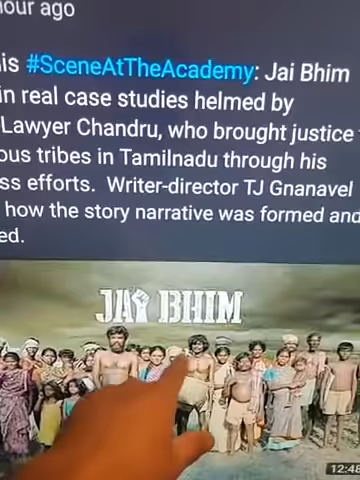 hour ago
is #SceneAtTheAcademy: Jai Bhim
in real case studies helmed by
Lawyer Chandru, who brought justice
ous tribes in Tamilnadu through his
ss efforts. Writer-director TJ Gnanavel
how the story narrative was formed and
ed.
JAI BHIM
12:48